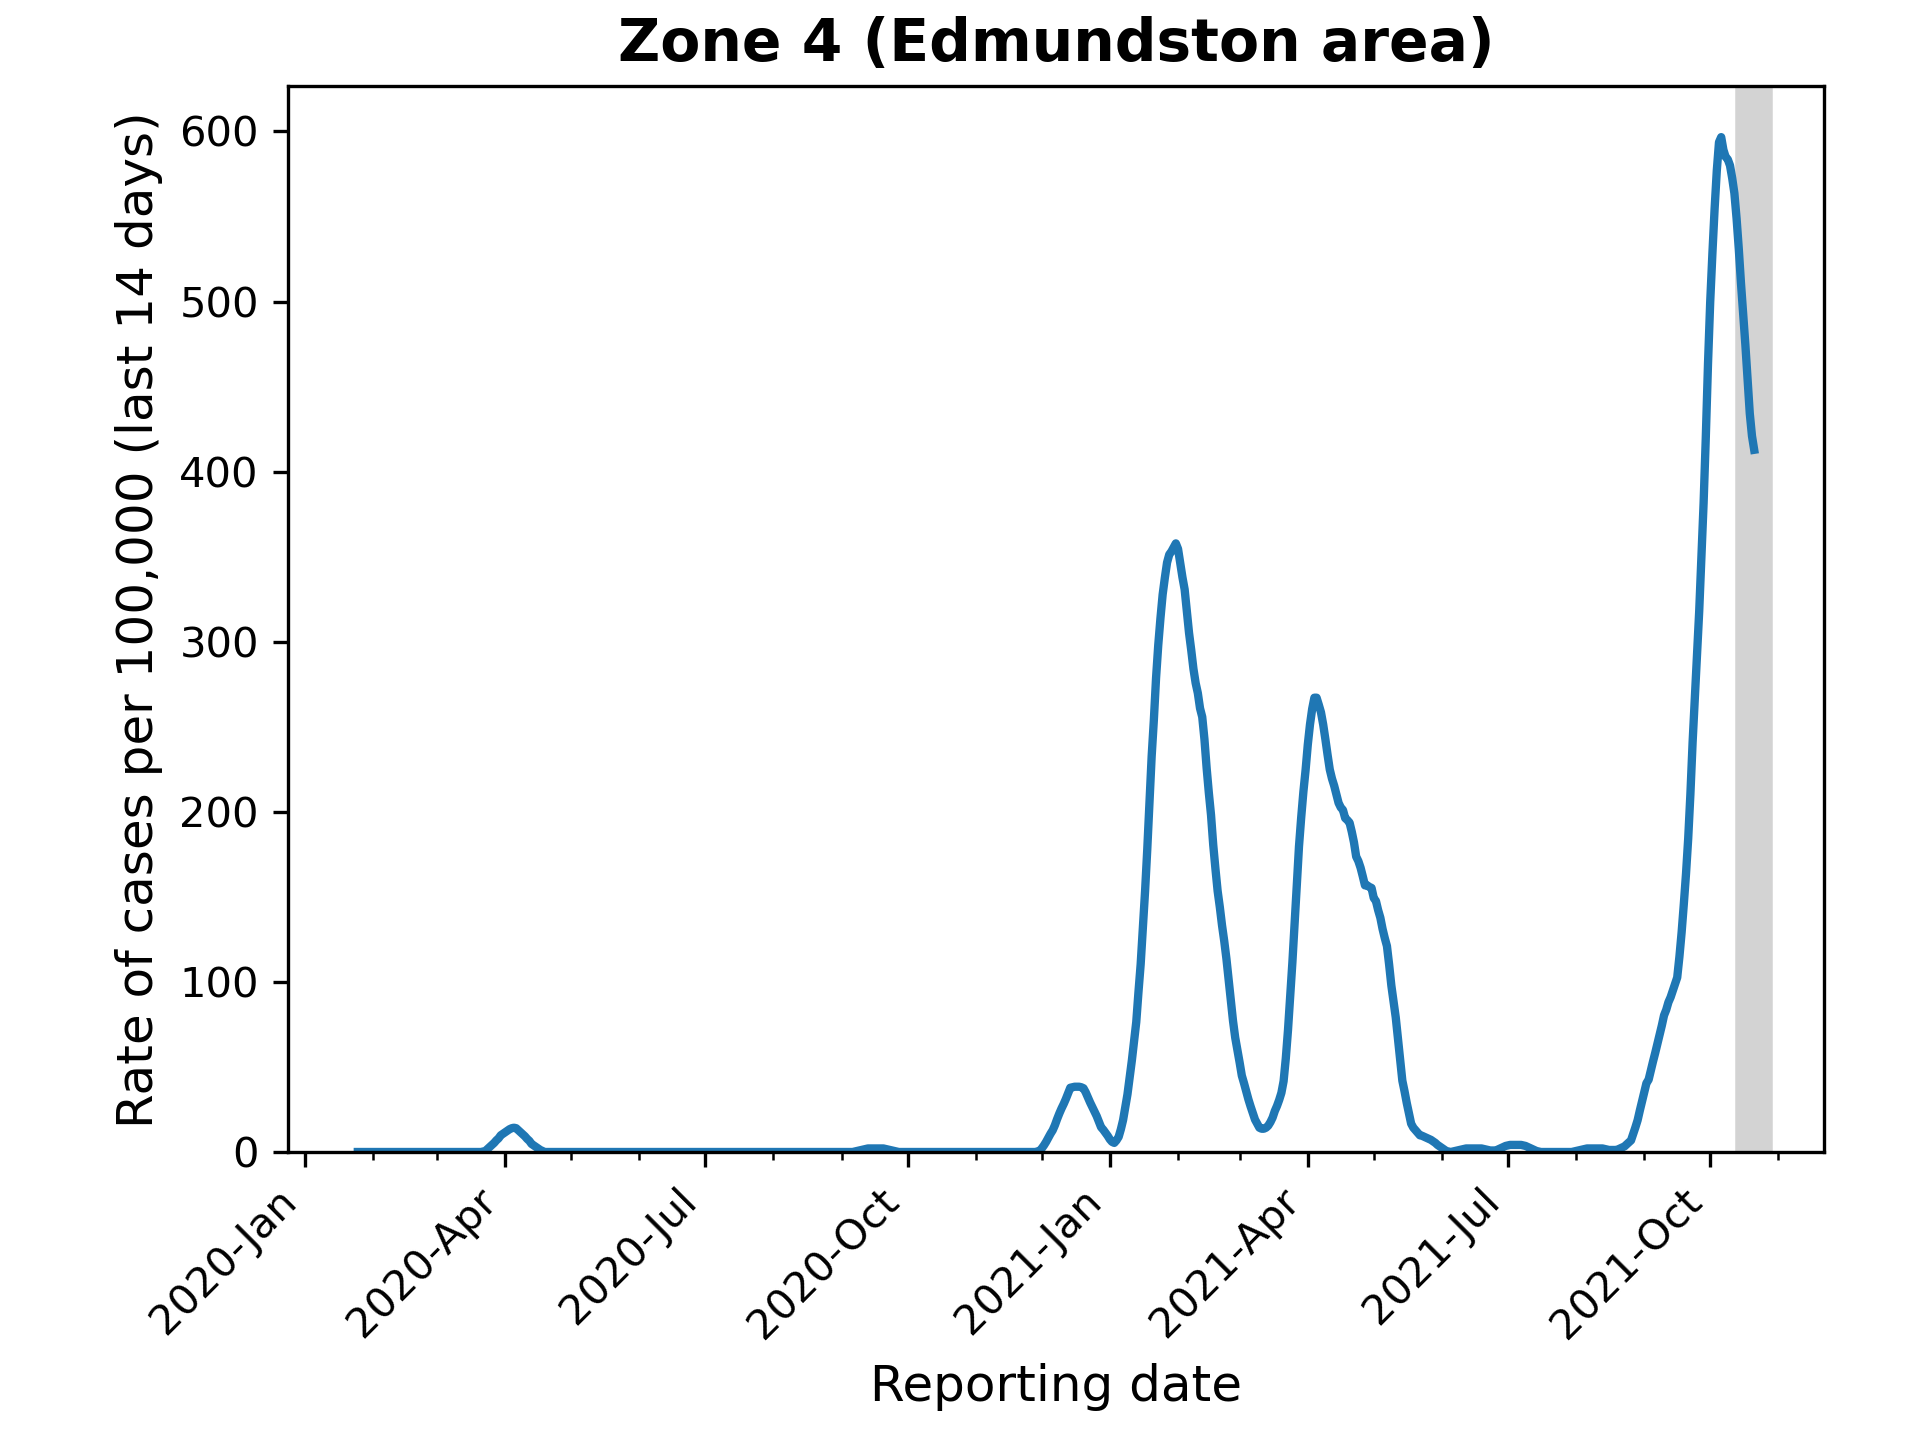 Zone 4 (Edmundston area)
Rate of cases per 100,000 (last 14 days)
600
500
400
300
200
100
0
2020-Jan
2020-Apr
2020-Jul
2020-Oct
2021-Jan
2021-Apr
2021-Jul
2021-Oct
Reporting date